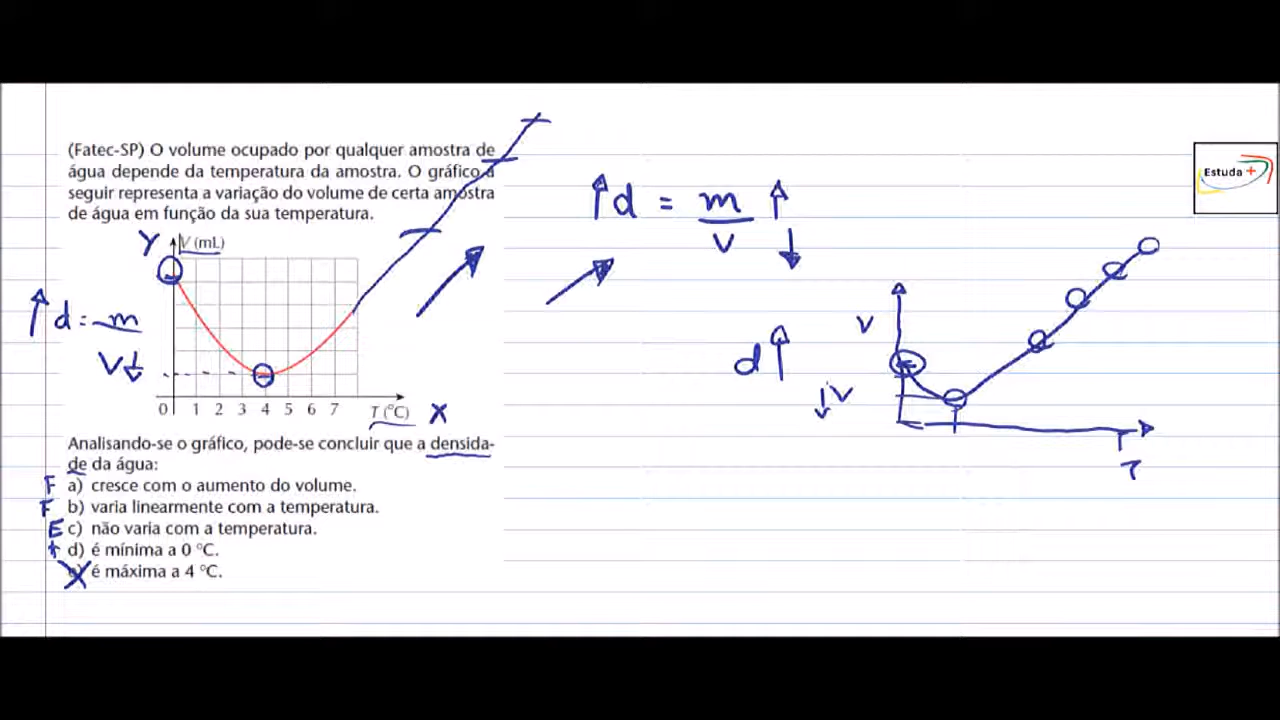 (Fatec-SP) O volume ocupado por qualquer amostra de
água depende da temperatura da amostra. O gráfico a
seguir representa a variação do volume de certa amostra
de água em função da sua temperatura.
Y V (mL)
d = m
V
0 1 2 3 4 5 6 7 T (°C) X
Analisando-se o gráfico, pode-se concluir que a densida-
de da água:
F a) cresce com o aumento do volume.
F b) varia linearmente com a temperatura.
E c) não varia com a temperatura.
d) é mínima a 0 °C.
X é máxima a 4 °C.
d = m
V
V
d
V
T
Estuda +